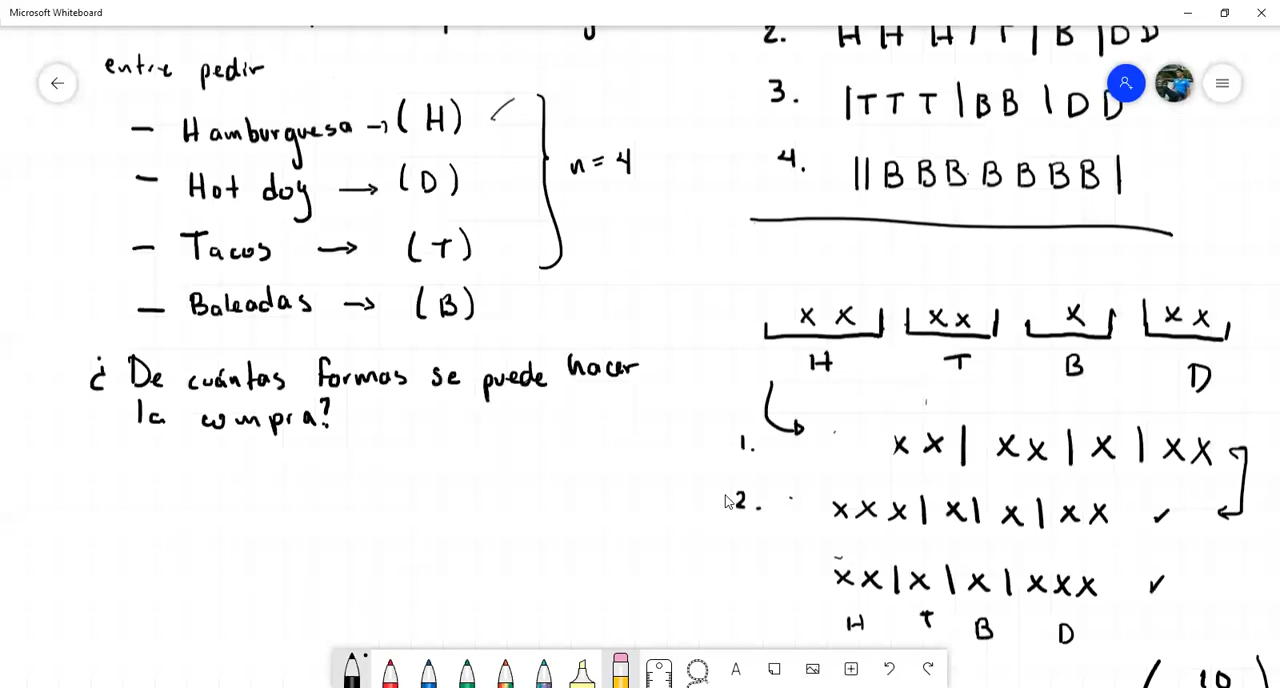 Microsoft Whiteboard
entre pedir
- Hamburguesa → (H)
- Hot dog → (D)
- Tacos → (T)
- Baleadas → (B)
n = 4
¿ De cuántas formas se puede hacer
la compra?
2. H H H | T | B | D D
3. | T T T | B B | D D
4. | | B B B B B B B |
x x x x x x x
H T B D
1. x x | x x | x | x x
2. x x x | x | x | x x ✓
x x | x | x | x x x ✓
H T B D
( 10 )
A